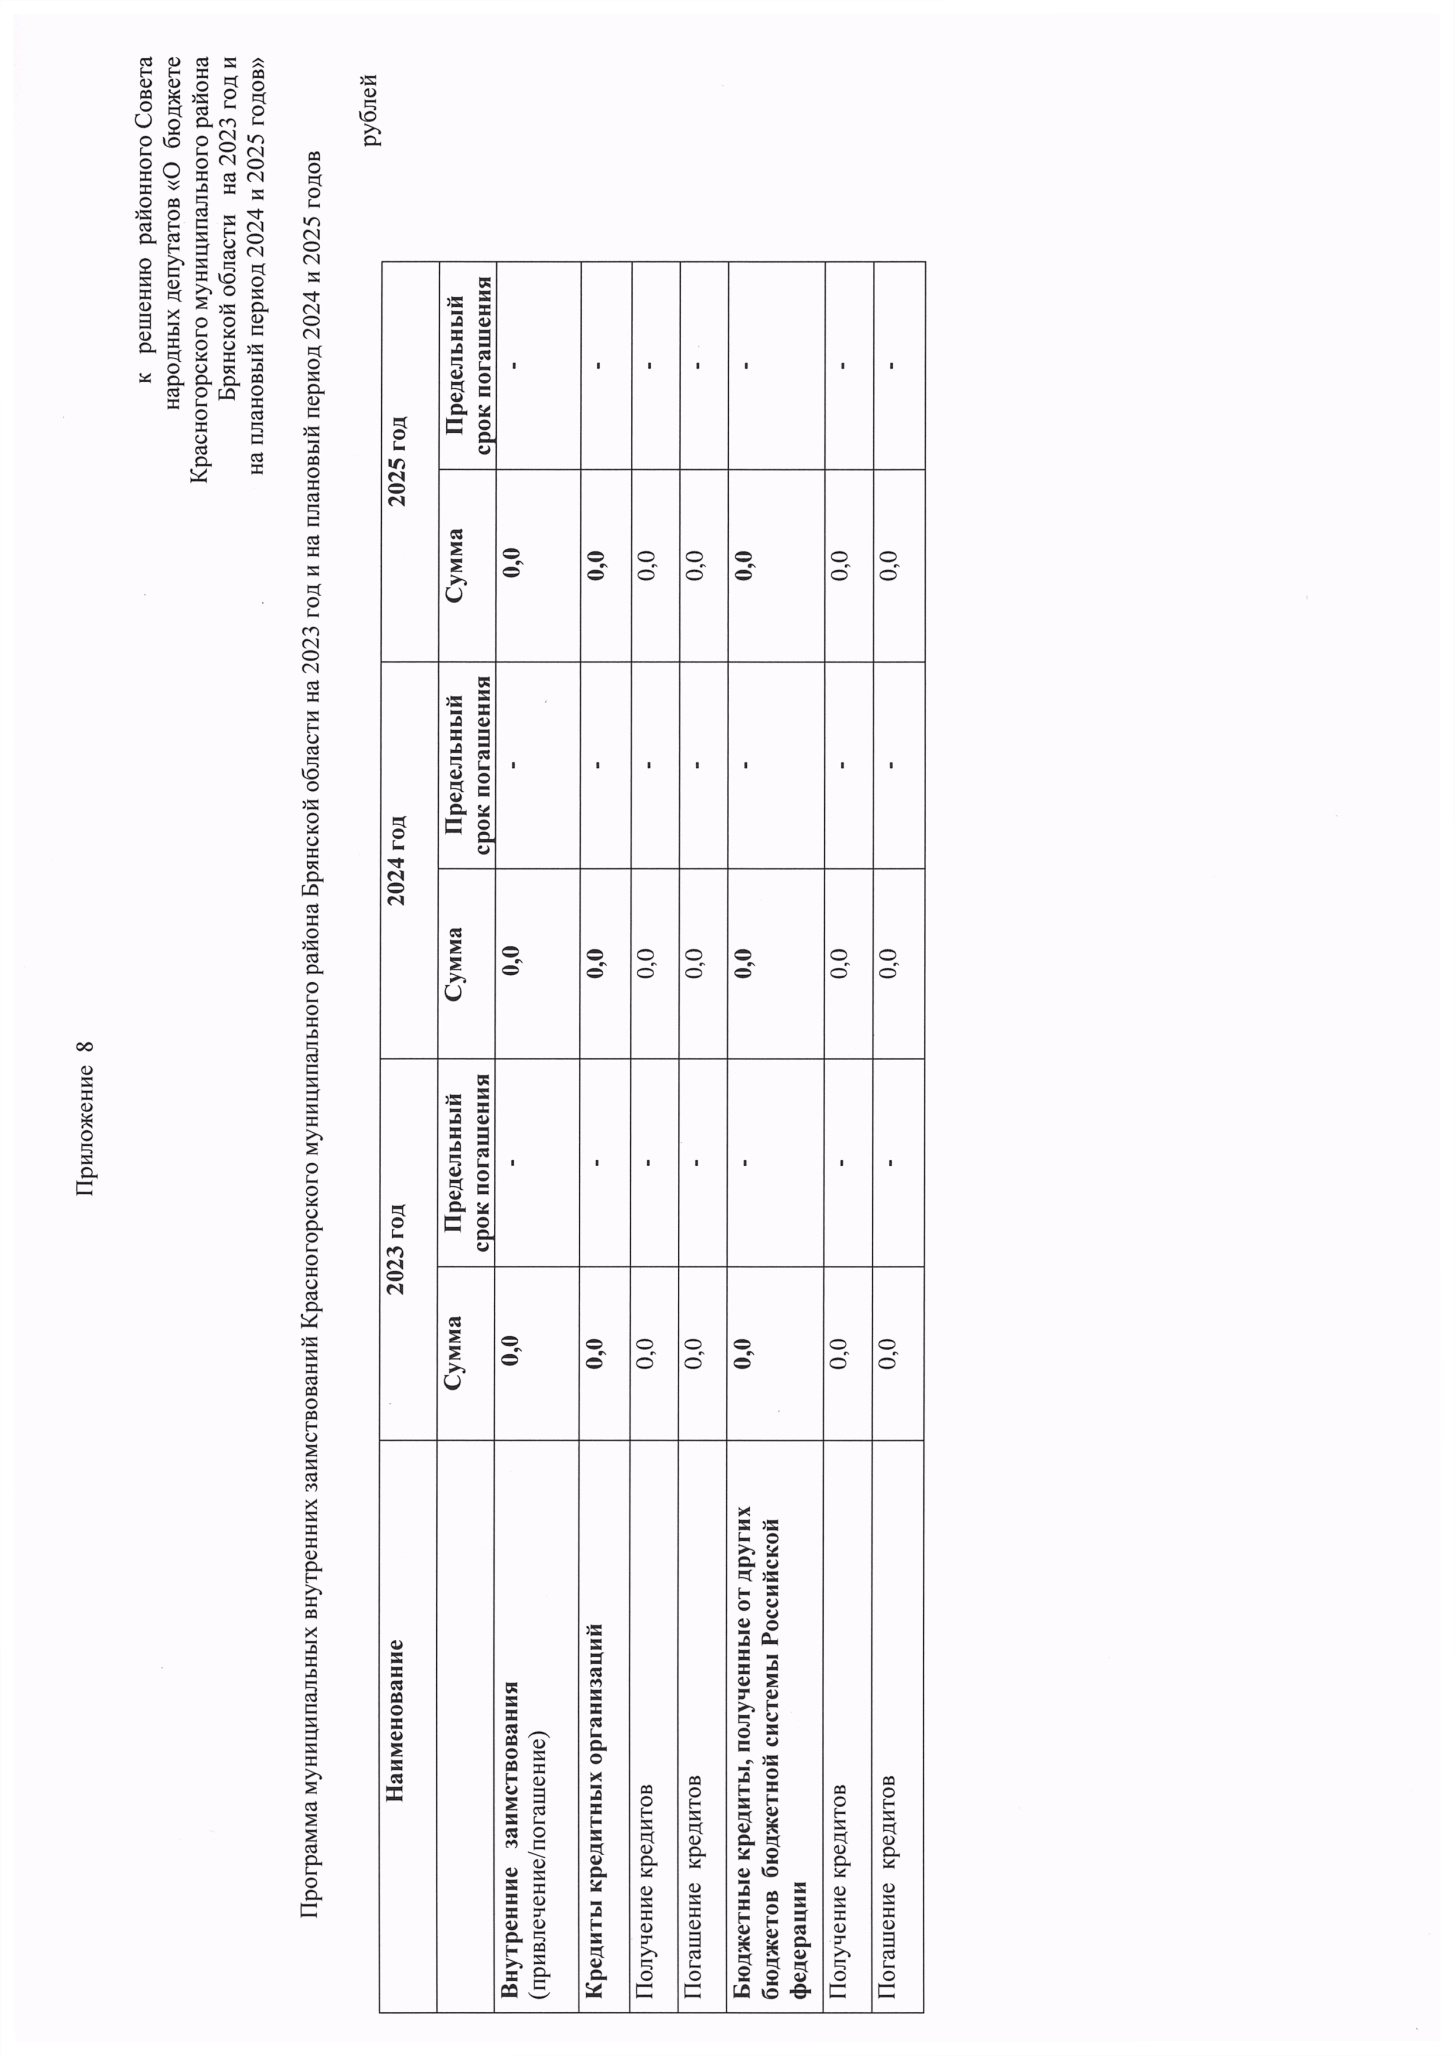 Приложение 8
к решению районного Совета
народных депутатов «О бюджете
Красногорского муниципального района
Брянской области на 2023 год и
на плановый период 2024 и 2025 годов»
Программа муниципальных внутренних заимствований Красногорского муниципального района Брянской области на 2023 год и на плановый период 2024 и 2025 годов
рублей
Наименование 2023 год 2024 год 2025 год
Сумма Предельный срок погашения Сумма Предельный срок погашения Сумма Предельный срок погашения
Внутренние заимствования 0,0 - 0,0 - 0,0 -
(привлечение/погашение)
Кредиты кредитных организаций 0,0 - 0,0 - 0,0 -
Получение кредитов 0,0 - 0,0 - 0,0 -
Погашение кредитов 0,0 - 0,0 - 0,0 -
Бюджетные кредиты, полученные от других 0,0 - 0,0 - 0,0 -
бюджетов бюджетной системы Российской
федерации
Получение кредитов 0,0 - 0,0 - 0,0 -
Погашение кредитов 0,0 - 0,0 - 0,0 -